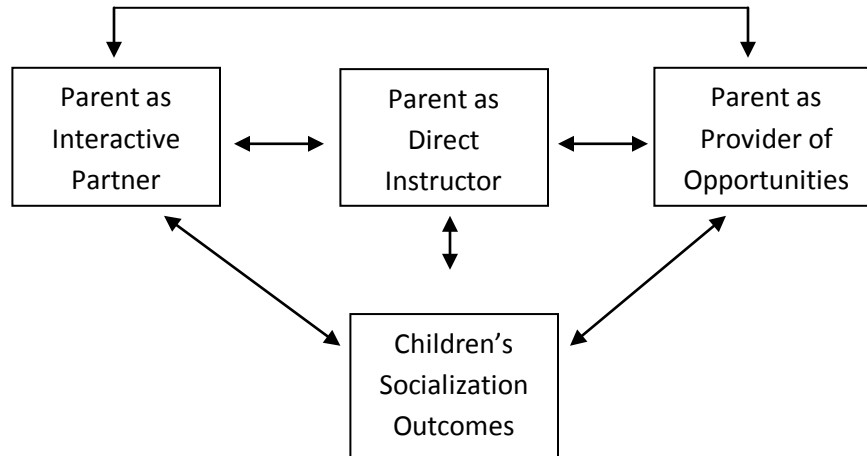 Parent as
Interactive
Partner
Parent as
Direct
Instructor
Parent as
Provider of
Opportunities
Children’s
Socialization
Outcomes